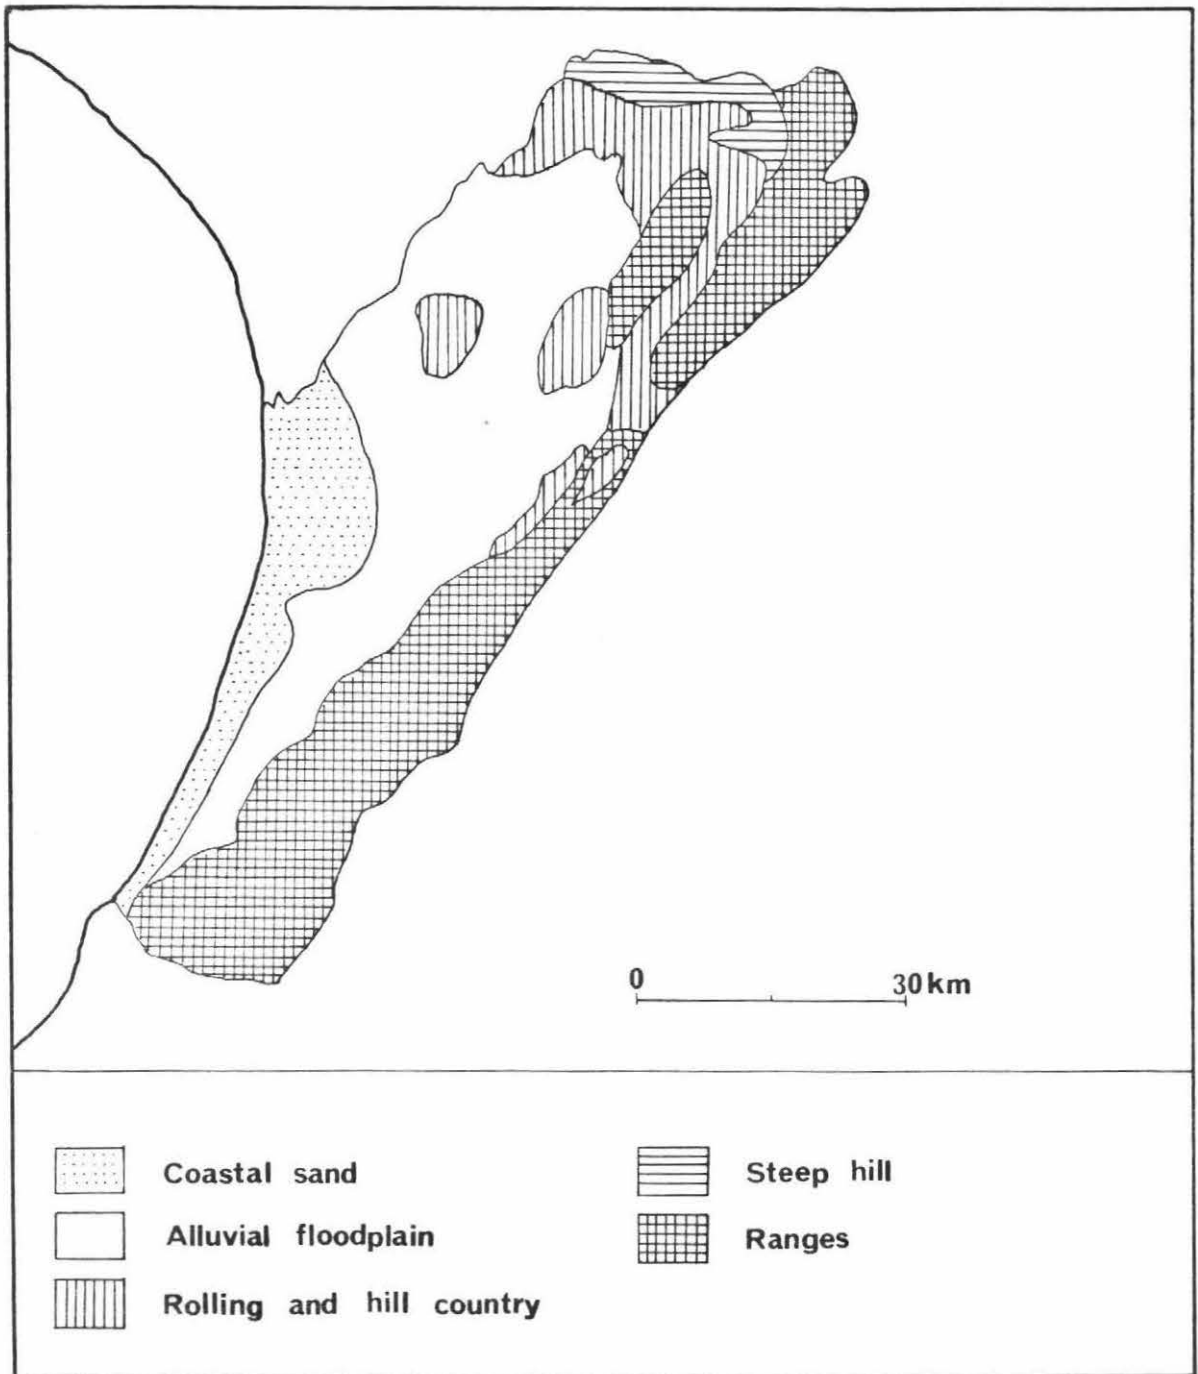 0 30km
Coastal sand
Alluvial floodplain
Rolling and hill country
Steep hill
Ranges